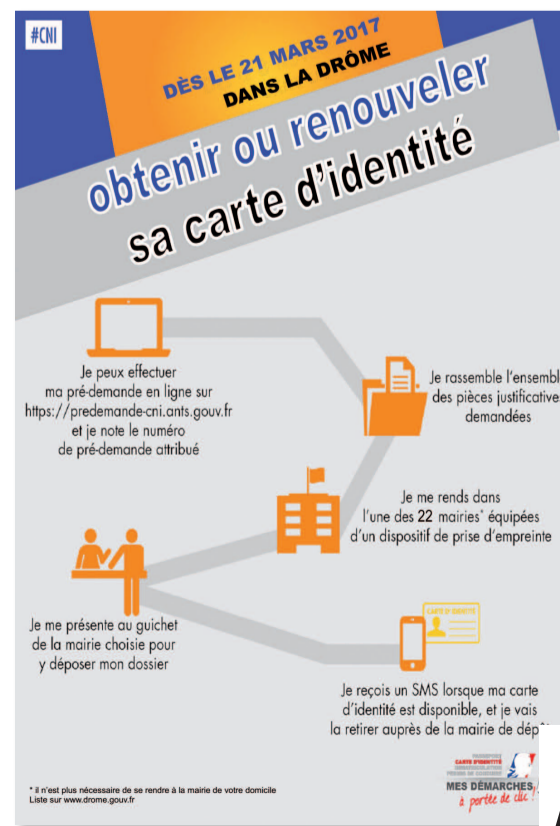 #CNI
DÈS LE 21 MARS 2017
DANS LA DRÔME
obtenir ou renouveler
sa carte d'identité
Je peux effectuer
ma pré-demande en ligne sur
https://predemande-cni.ants.gouv.fr
et je note le numéro
de pré-demande attribué
Je rassemble l'ensembl
des pièces justificative
demandées
Je me rends dans
l'une des 22 mairies* équipées
d'un dispositif de prise d'empreinte
Je me présente au guichet
de la mairie choisie pour
y déposer mon dossier
CARTE D'IDENTITÉ
Je reçois un SMS lorsque ma carte
d'identité est disponible, et je vais
la retirer auprès de la mairie de dép
CARTE D'IDENTITÉ
MES DÉMARCHES
à portée de clic !
* il n'est plus nécessaire de se rendre à la mairie de votre domicile
Liste sur www.drome.gouv.fr